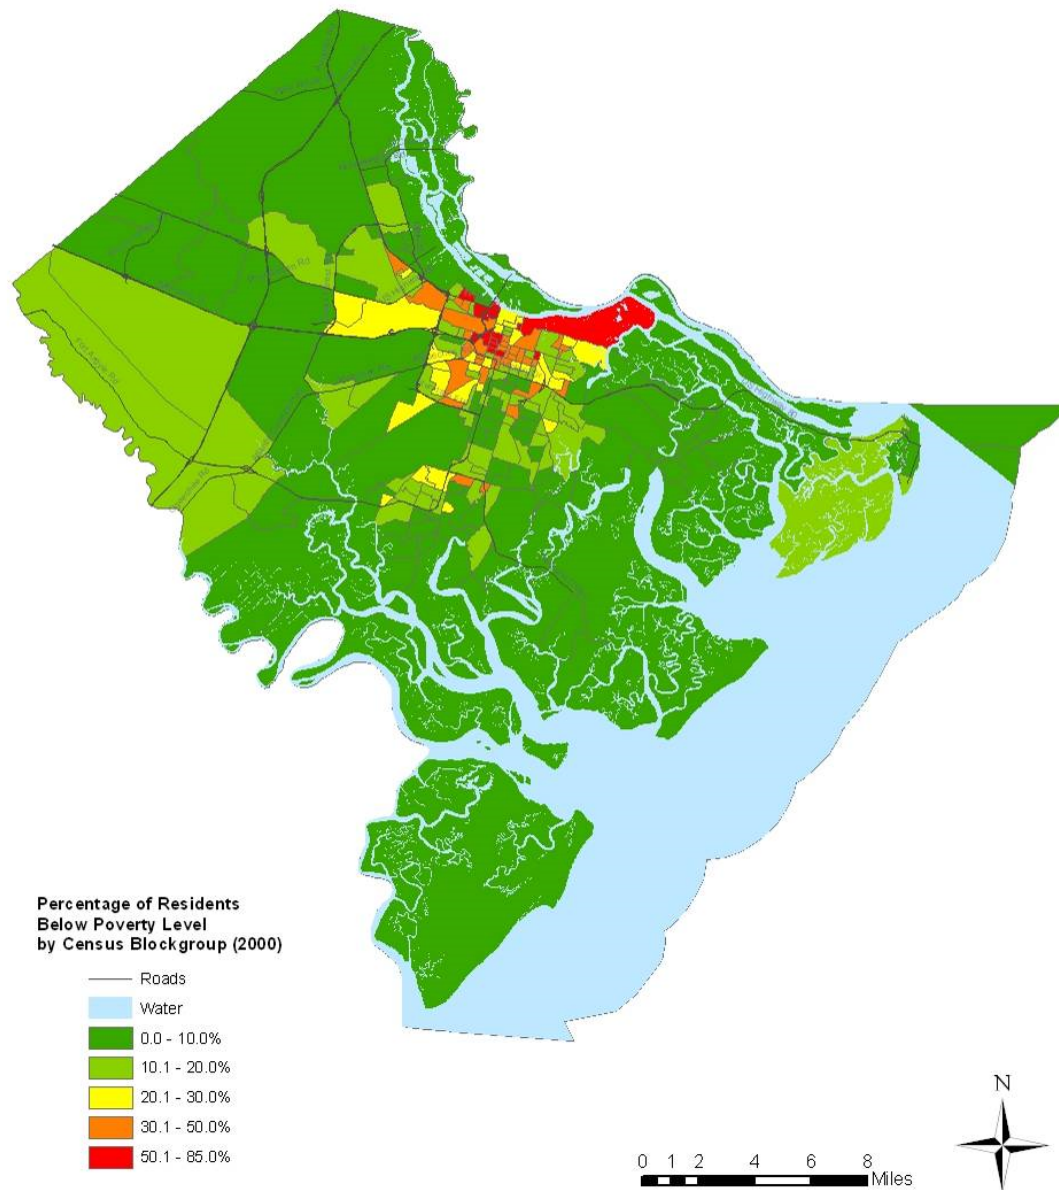 Percentage of Residents
Below Poverty Level
by Census Blockgroup (2000)
Roads
Water
0.0 - 10.0%
10.1 - 20.0%
20.1 - 30.0%
30.1 - 50.0%
50.1 - 85.0%
N
0 1 2 4 6 8
Miles